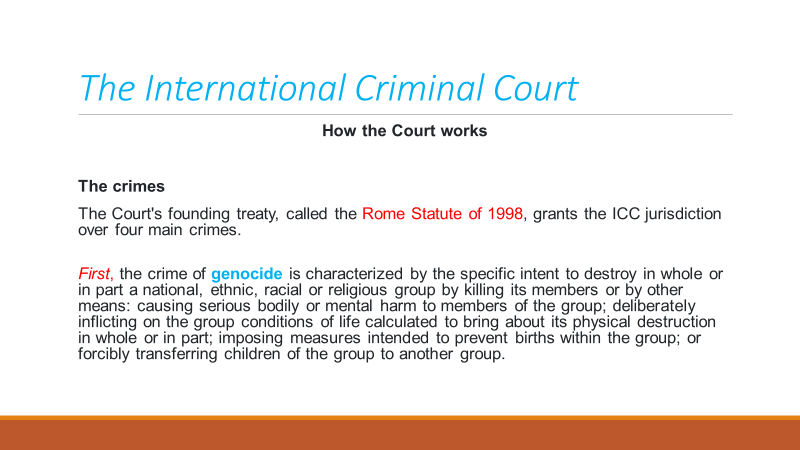 The International Criminal Court
How the Court works
The crimes
The Court's founding treaty, called the Rome Statute of 1998, grants the ICC jurisdiction
over four main crimes.
First, the crime of genocide is characterized by the specific intent to destroy in whole or
in part a national, ethnic, racial or religious group by killing its members or by other
means: causing serious bodily or mental harm to members of the group; deliberately
inflicting on the group conditions of life calculated to bring about its physical destruction
in whole or in part; imposing measures intended to prevent births within the group; or
forcibly transferring children of the group to another group.